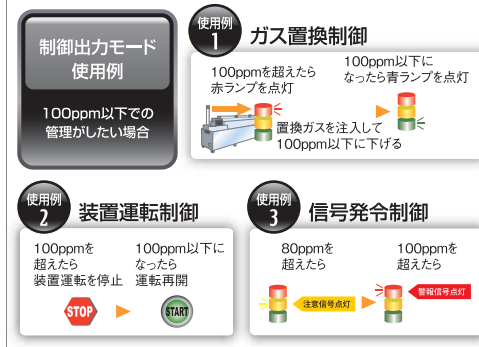 制御出力モード
使用例
100ppm以下での
管理がしたい場合
使用例
1
ガス置換制御
100ppmを超えたら
赤ランプを点灯
100ppm以下に
なったら青ランプを点灯
置換ガスを注入して
100ppm以下に下げる
使用例
2
装置運転制御
100ppmを
超えたら
装置運転を停止
100ppm以下に
なったら
運転再開
STOP
START
使用例
3
信号発令制御
80ppmを
超えたら
100ppmを
超えたら
注意信号点灯
警報信号点灯